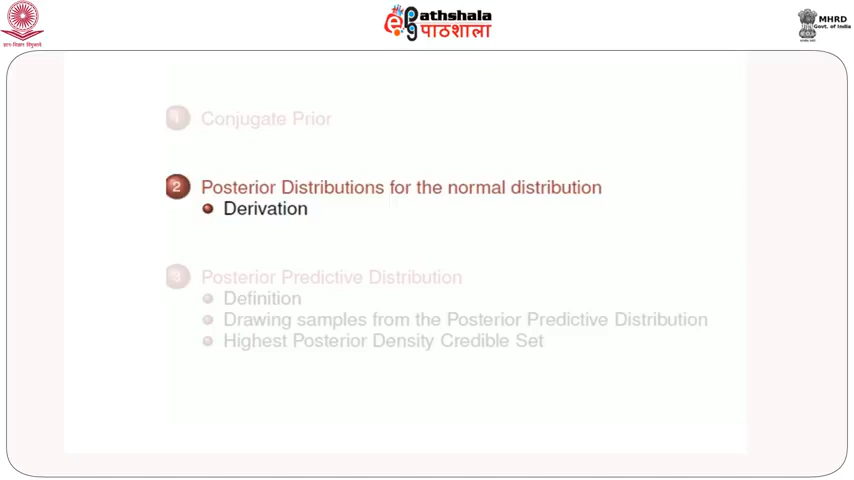 ePathshala
पाठशाला
MHRD
Govt. of India
1 Conjugate Prior
2 Posterior Distributions for the normal distribution
Derivation
3 Posterior Predictive Distribution
Definition
Drawing samples from the Posterior Predictive Distribution
Highest Posterior Density Credible Set